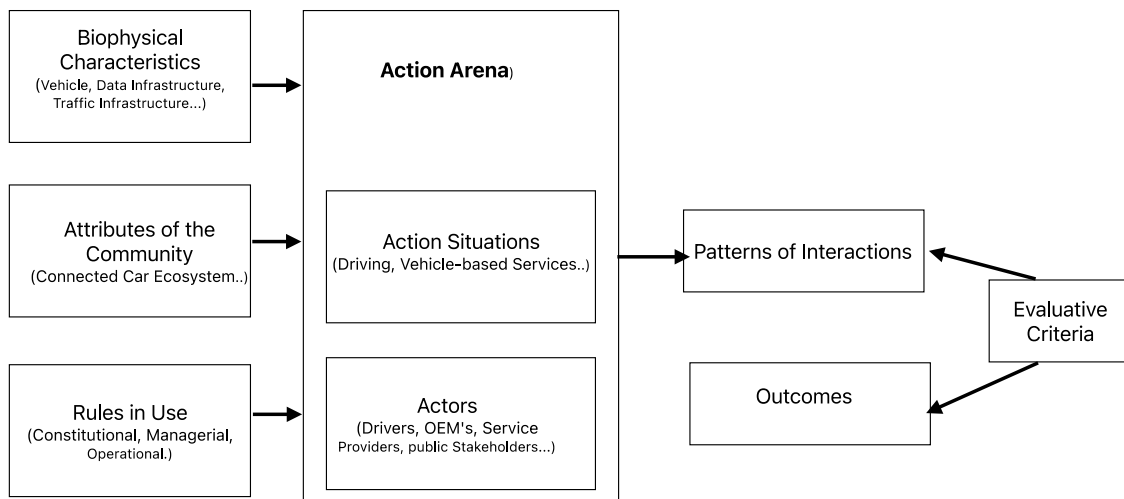 Biophysical
Characteristics
(Vehicle, Data Infrastructure,
Traffic Infrastructure...)
Attributes of the
Community
(Connected Car Ecosystem..)
Rules in Use
(Constitutional, Managerial,
Operational.)
Action Arena)
Action Situations
(Driving, Vehicle-based Services..)
Actors
(Drivers, OEM's, Service
Providers, public Stakeholders...)
Patterns of Interactions
Outcomes
Evaluative
Criteria